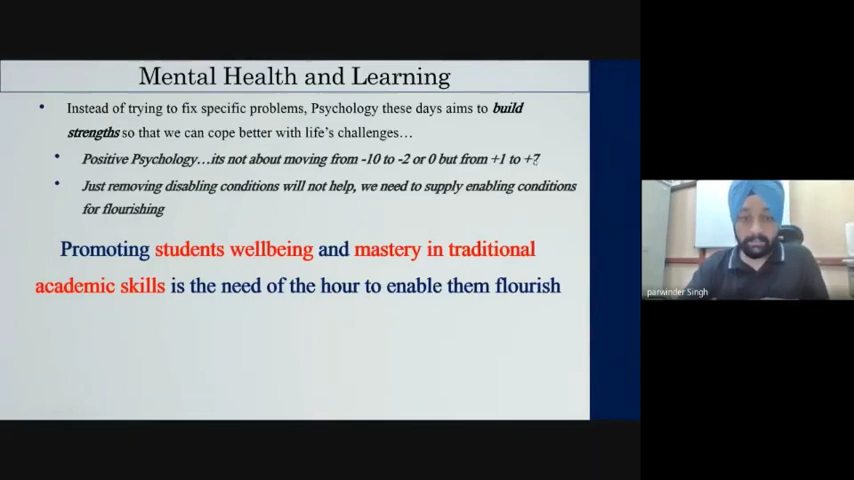 Mental Health and Learning
Instead of trying to fix specific problems, Psychology these days aims to build
strengths so that we can cope better with life's challenges…
Positive Psychology…its not about moving from -10 to -2 or 0 but from +1 to +7
Just removing disabling conditions will not help, we need to supply enabling conditions
for flourishing
Promoting students wellbeing and mastery in traditional
academic skills is the need of the hour to enable them flourish
parwinder Singh